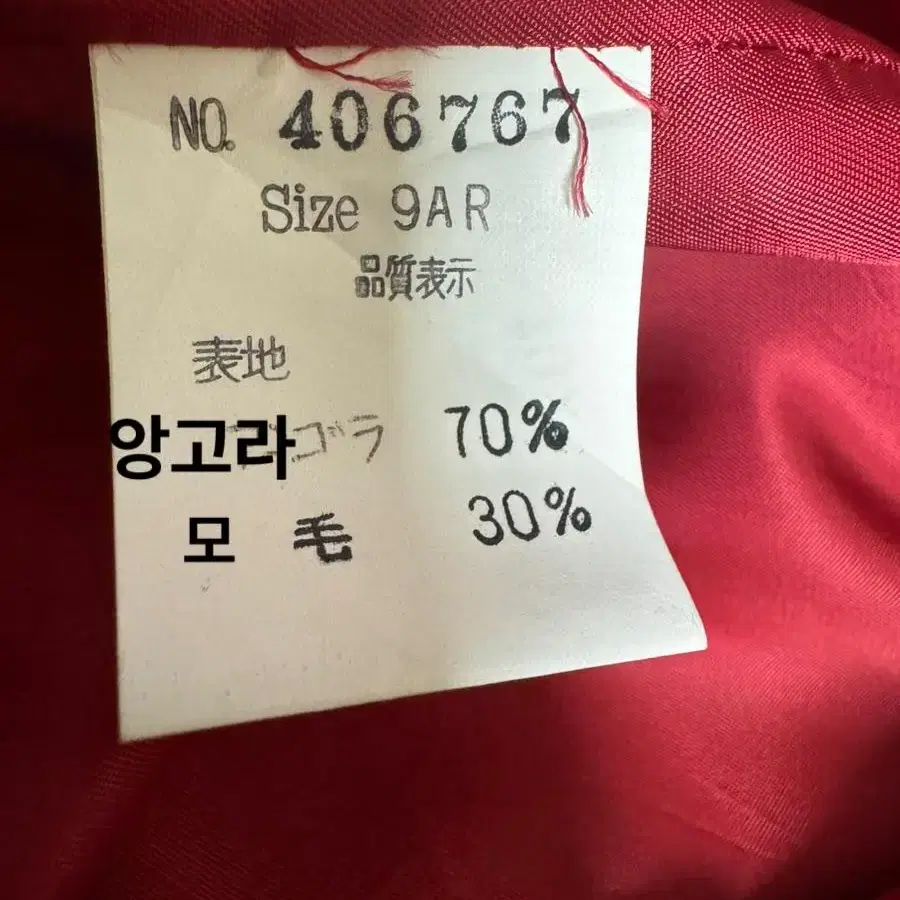 NO. 406767
Size 9AR
品質表示
表地
앙고라 ゴラ 70%
모 毛 30%